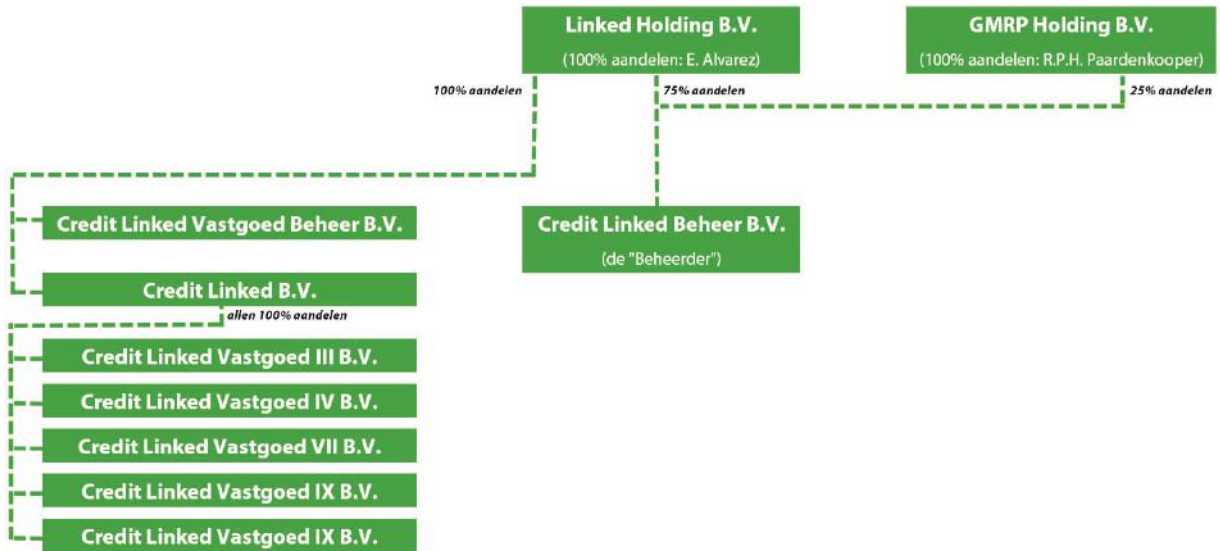 Linked Holding B.V.
(100% aandelen: E. Alvarez)
GMRP Holding B.V.
(100% aandelen: R.P.H. Paardenkooper)
100% aandelen
75% aandelen
25% aandelen
Credit Linked Vastgoed Beheer B.V.
Credit Linked Beheer B.V.
(de "Beheerder")
Credit Linked B.V.
allen 100% aandelen
Credit Linked Vastgoed III B.V.
Credit Linked Vastgoed IV B.V.
Credit Linked Vastgoed VII B.V.
Credit Linked Vastgoed IX B.V.
Credit Linked Vastgoed IX B.V.